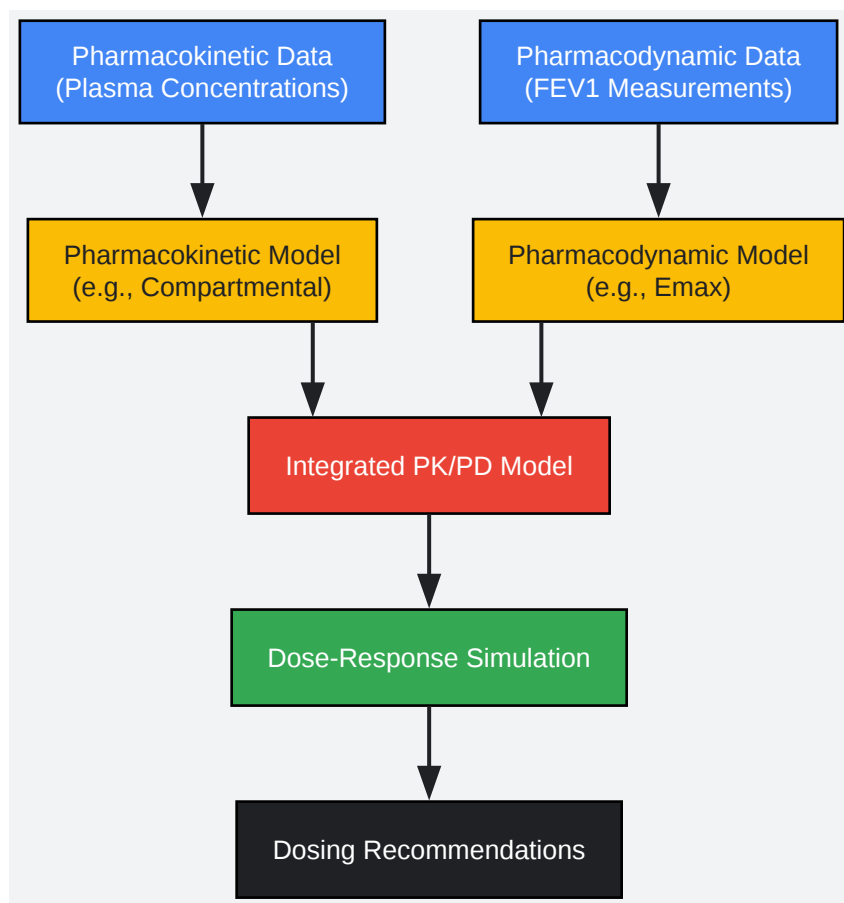 Pharmacokinetic Data
(Plasma Concentrations)
Pharmacodynamic Data
(FEV1 Measurements)
Pharmacokinetic Model
(e.g., Compartmental)
Pharmacodynamic Model
(e.g., Emax)
Integrated PK/PD Model
Dose-Response Simulation
Dosing Recommendations